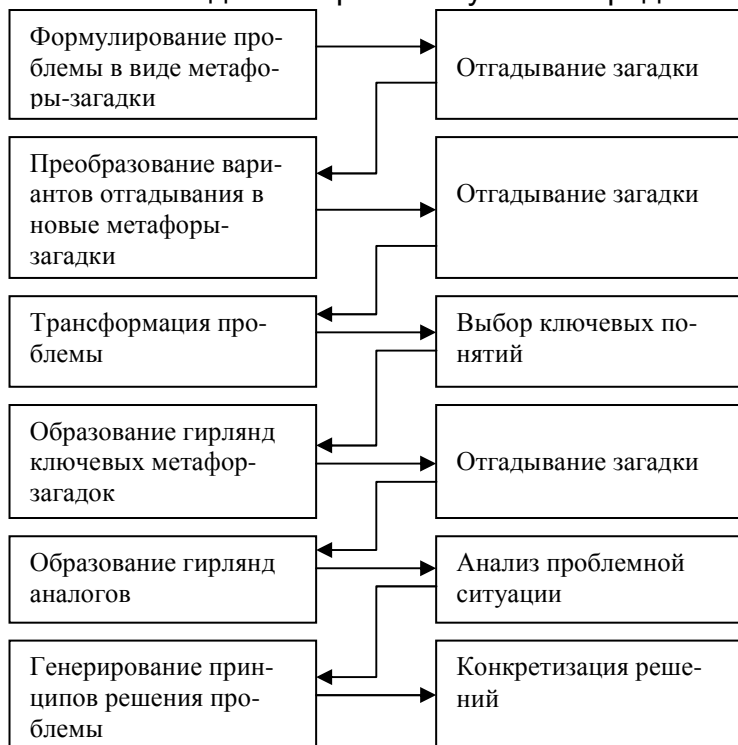 Формулирование про-
блемы в виде метафо-
ры-загадки
Отгадывание загадки
Преобразование вари-
антов отгадывания в
новые метафоры-
загадки
Отгадывание загадки
Трансформация про-
блемы
Выбор ключевых по-
нятий
Образование гирлянд
ключевых метафор-
загадок
Отгадывание загадки
Образование гирлянд
аналогов
Анализ проблемной
ситуации
Генерирование прин-
ципов решения про-
блемы
Конкретизация реше-
ний